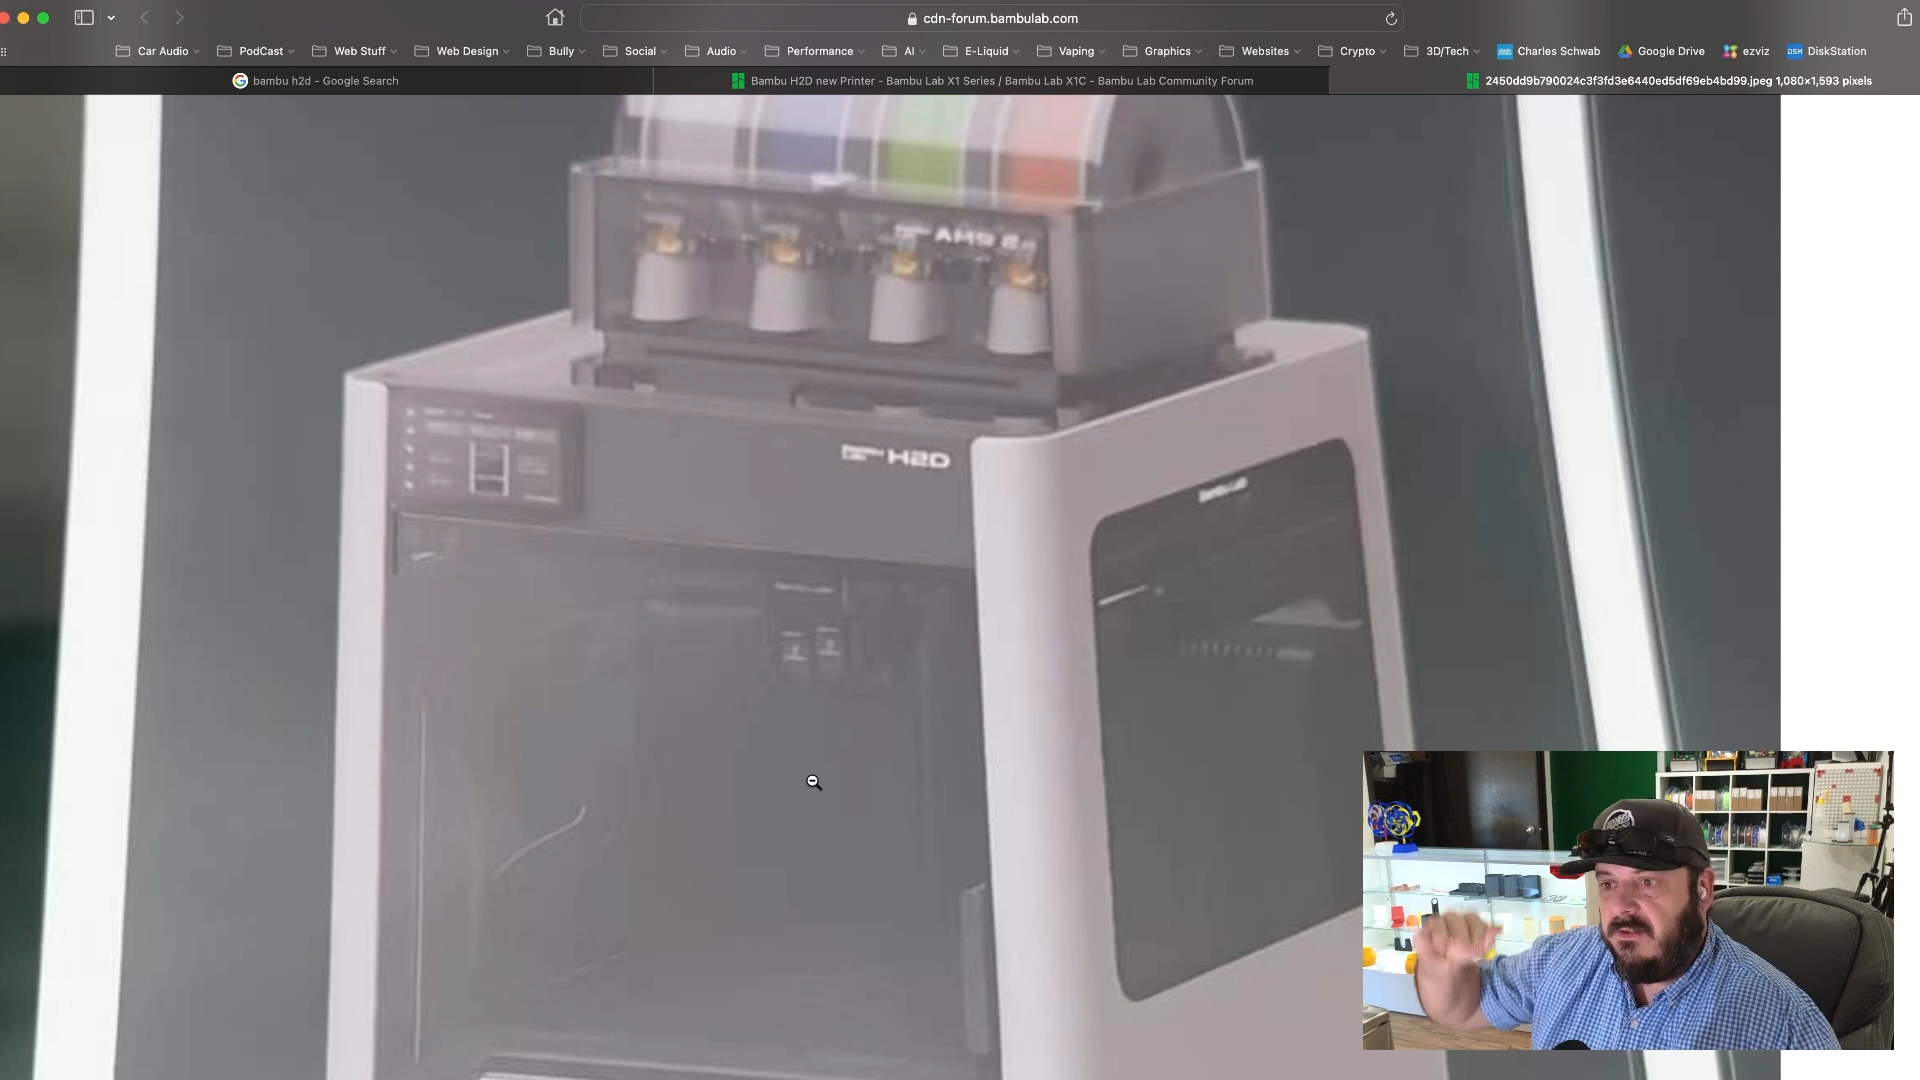 cdn-forum.bambulab.com
Car Audio PodCast Web Stuff Web Design Bully Social Audio Performance AI E-Liquid Vaping Graphics Websites Crypto 3D/Tech Charles Schwab Google Drive ezviz DSM DiskStation
bambu h2d - Google Search
Bambu H2D new Printer - Bambu Lab X1 Series / Bambu Lab X1C - Bambu Lab Community Forum
2450dd9b790024c3f3fd3e6440ed5df69eb4bd99.jpeg 1,080×1,593 pixels
AMS 2
H2D